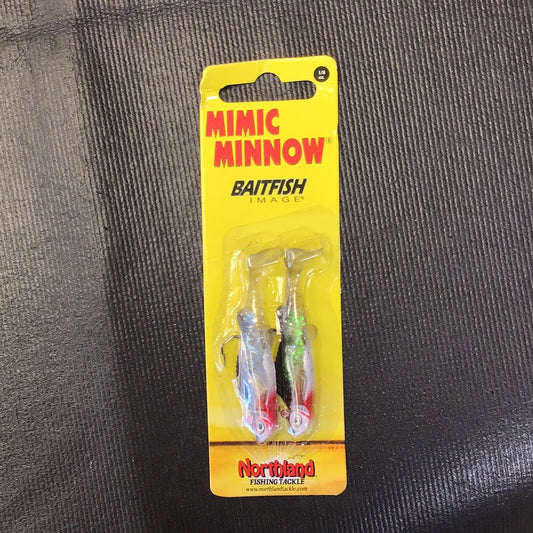 1/8
oz.
MIMIC
MINNOW®
BAITFISH
IMAGE®
Northland
FISHING TACKLE
www.northlandtackle.com